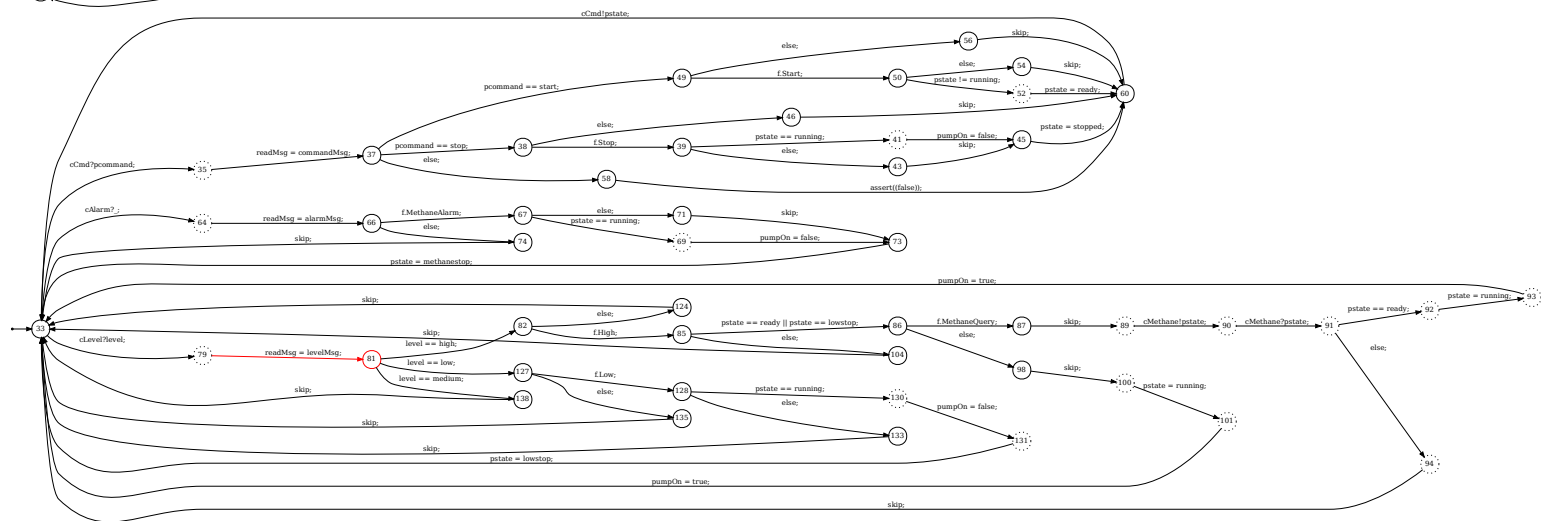 cCmd!pstate;
56
skip;
else;
54
else;
skip;
49
f.Start;
50
pstate != running;
52
pstate = ready;
60
pcommand == start;
46
skip;
else;
pstate = stopped;
cCmd?pcommand;
35
readMsg = commandMsg;
37
pcommand == stop;
38
f.Stop;
39
pstate == running;
41
pumpOn = false;
45
else;
else;
43
skip;
58
assert((false));
cAlarm?_;
64
readMsg = alarmMsg;
66
f.MethaneAlarm;
67
else;
71
skip;
else;
pstate == running;
skip;
74
69
pumpOn = false;
73
pstate = methanestop;
pumpOn = true;
93
skip;
124
pstate = running;
pstate == ready;
92
33
82
else;
f.High;
85
pstate == ready || pstate == lowstop;
86
f.MethaneQuery;
87
skip;
89
cMethane!pstate;
90
cMethane?pstate;
91
skip;
level == high;
else;
else;
else;
cLevel?level;
79
readMsg = levelMsg;
81
104
level == low;
127
f.Low;
98
skip;
100
pstate = running;
level == medium;
skip;
138
else;
128
pstate == running;
130
pumpOn = false;
else;
skip;
135
101
skip;
133
131
pstate = lowstop;
94
pumpOn = true;
skip;